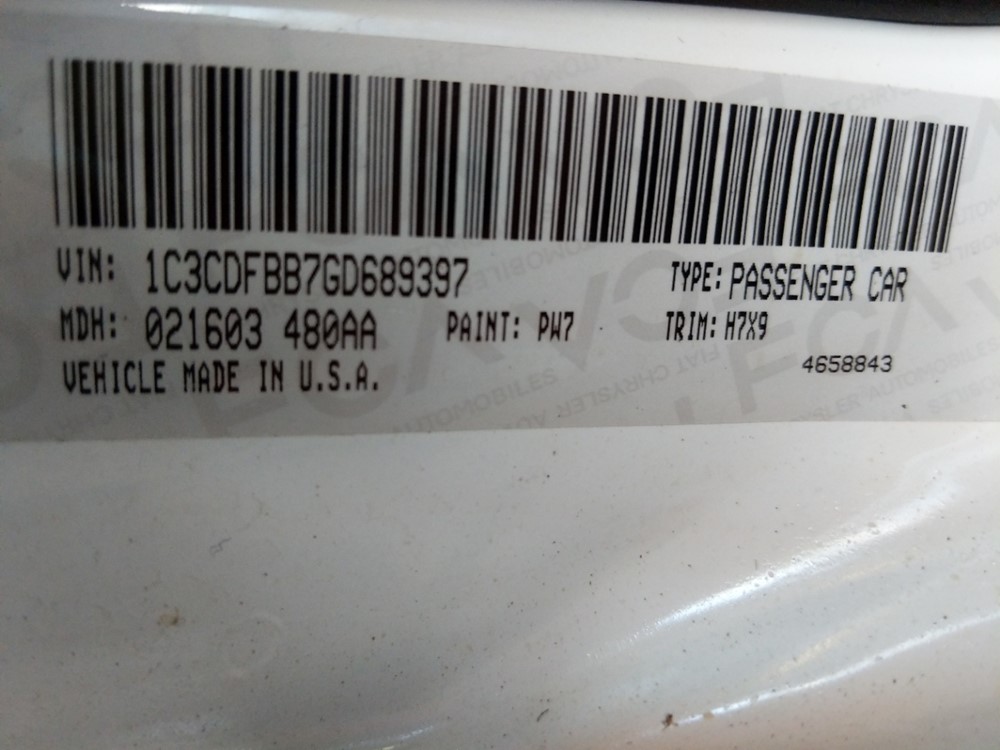 VIN: 1C3CDFBB7GD689397 TYPE: PASSENGER CAR
MDH: 021603 480AA PAINT: PW7 TRIM: H7X9
VEHICLE MADE IN U.S.A. 4658843